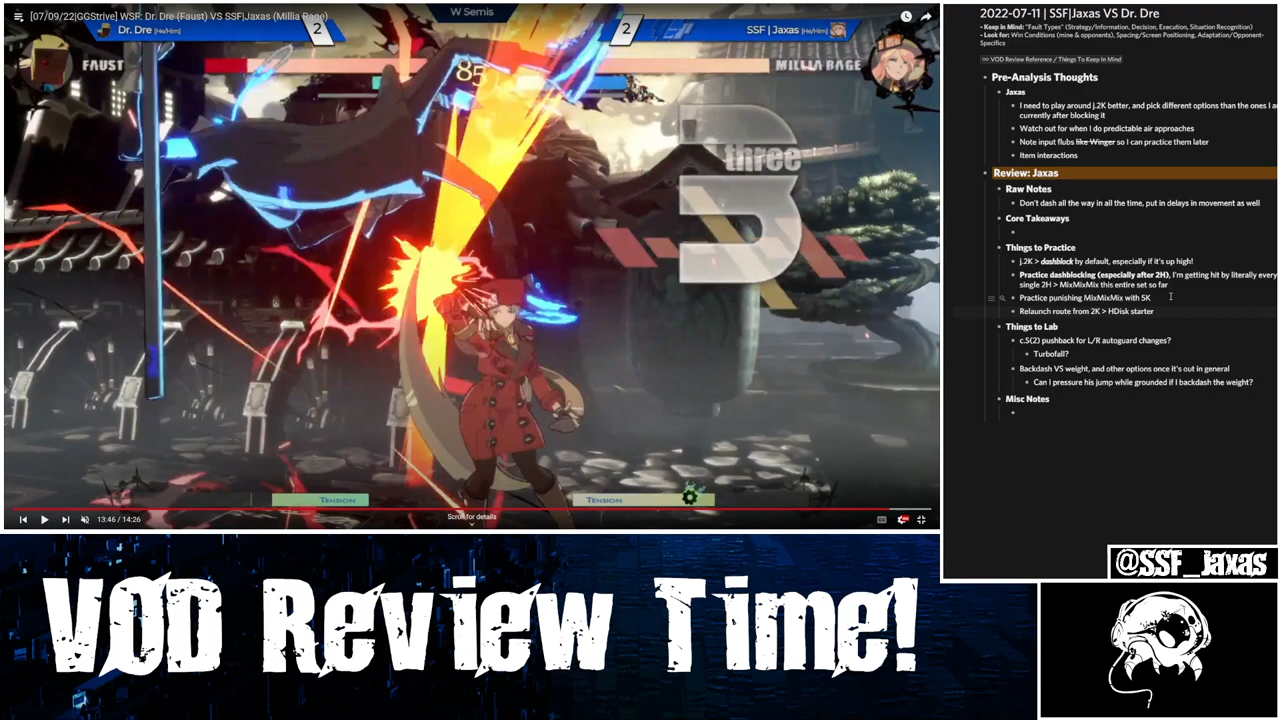 [07/09/22|GGStrive] WSF: Dr. Dre (Faust) VS SSF|Jaxas (Millia Rage)
W Semis
Dr. Dre [He/Him]
2
2
SSF | Jaxas [He/Him]
FAUST
85
MILLIA RAGE
three
3
TENSION
TENSION
13:46 / 14:26
Scroll for details
2022-07-11 | SSF|Jaxas VS Dr. Dre
- Keep in Mind: "Fault Types" (Strategy/Information, Decision, Execution, Situation Recognition)
- Look for: Win Conditions (mine & opponents), Spacing/Screen Positioning, Adaptation/Opponent-
Specifics
VOD Review Reference / Things To Keep In Mind
Pre-Analysis Thoughts
Jaxas
I need to play around j.2K better, and pick different options than the ones I a
currently after blocking it
Watch out for when I do predictable air approaches
Note input flubs like Winger so I can practice them later
Item interactions
Review: Jaxas
Raw Notes
Don't dash all the way in all the time, put in delays in movement as well
Core Takeaways
Things to Practice
j.2K > dashblock by default, especially if it's up high!
Practice dashblocking (especially after 2H), I'm getting hit by literally every
single 2H > MixMixMix this entire set so far
Practice punishing MixMixMix with 5K
Relaunch route from 2K > HDisk starter
Things to Lab
c.S(2) pushback for L/R autoguard changes?
Turbofall?
Backdash VS weight, and other options once it's out in general
Can I pressure his jump while grounded if I backdash the weight?
Misc Notes
@SSF_Jaxas
VOD Review Time!